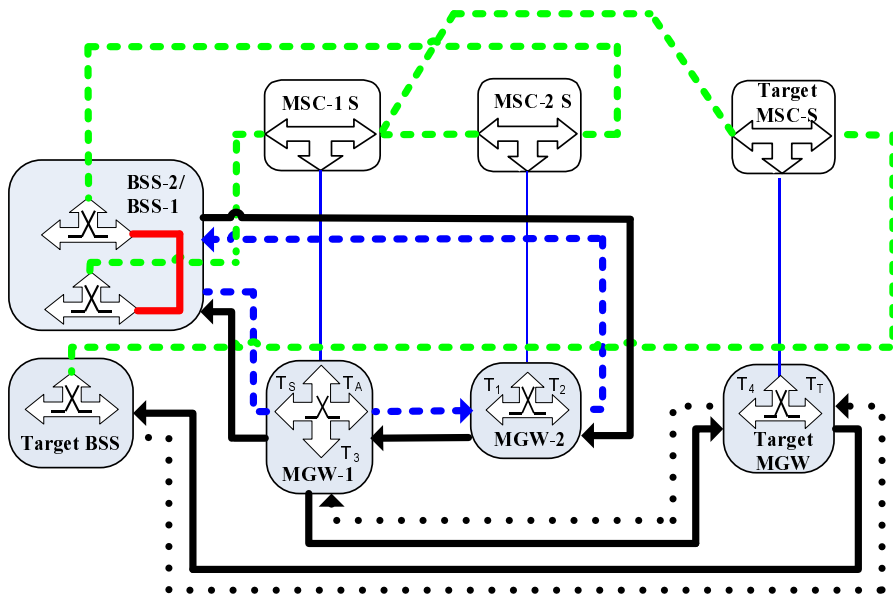 MSC-1 S
MSC-2 S
Target
MSC-S
BSS-2/
BSS-1
Target BSS
TS
TA
T3
MGW-1
T1
T2
MGW-2
T4
TT
Target
MGW